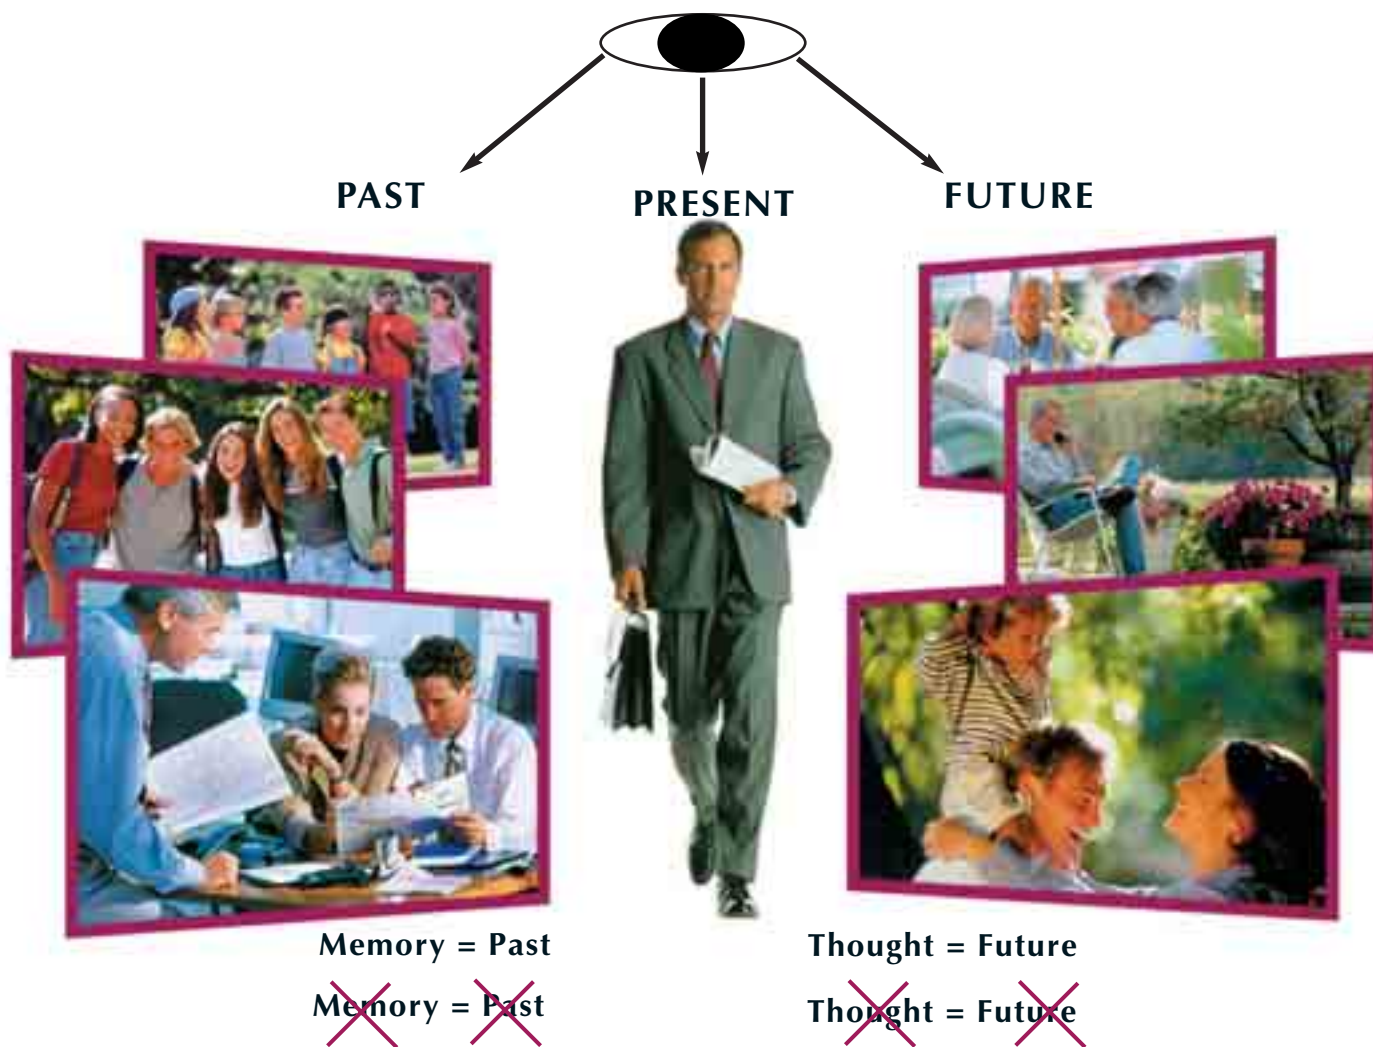 PAST
PRESENT
FUTURE
Memory = Past
Thought = Future
Memory = Past
Thought = Future